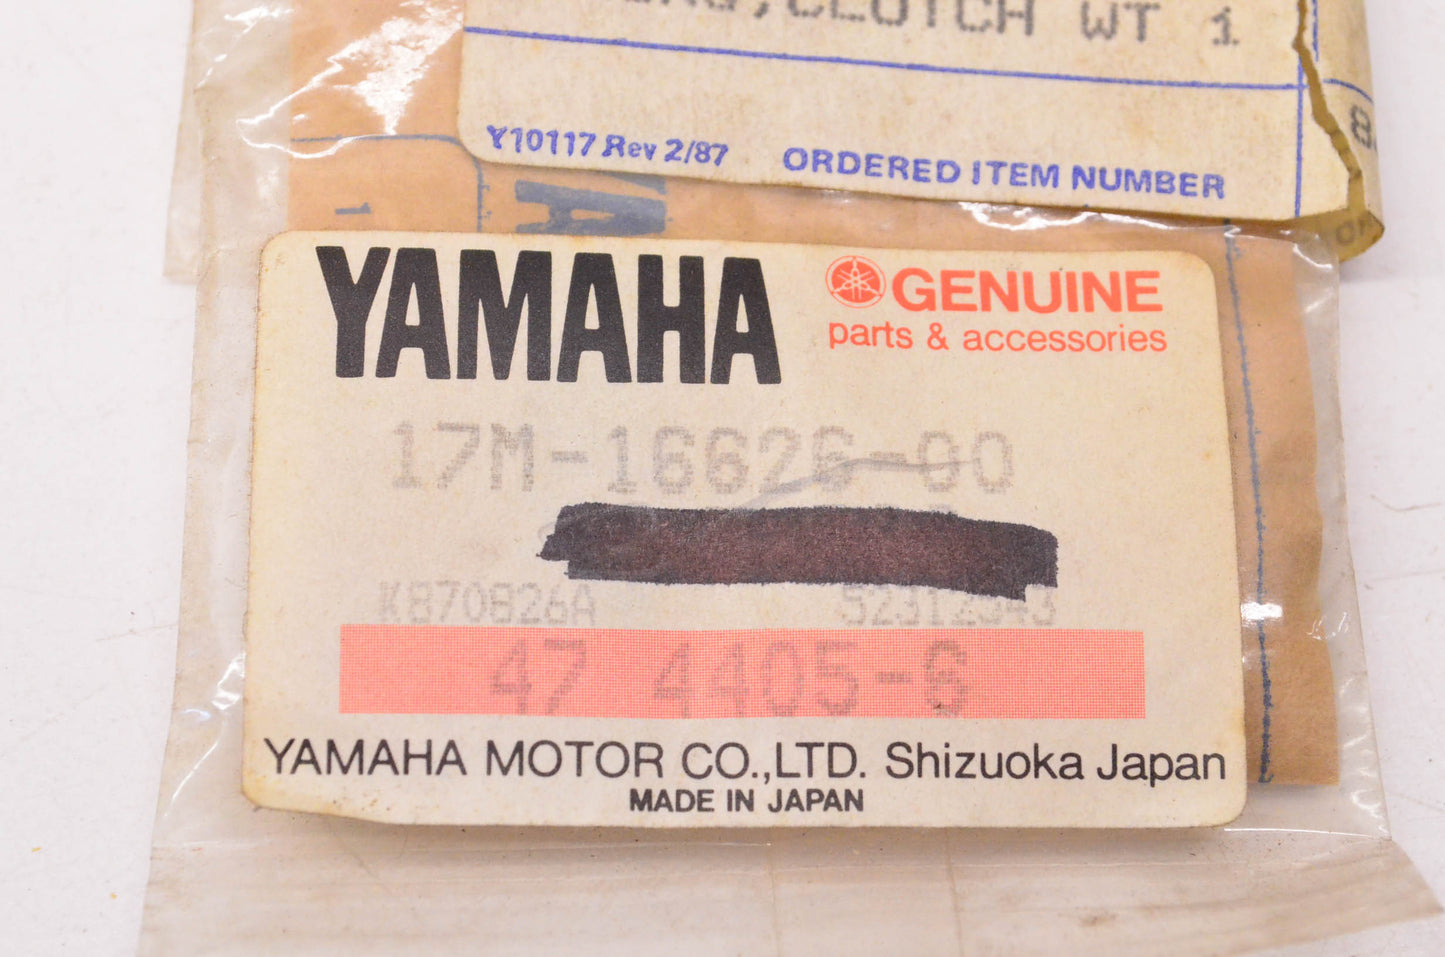 CLUTCH WT 1
Y10117 Rev 2/87 ORDERED ITEM NUMBER
1
YAMAHA
GENUINE
parts & accessories
17M-16626-00
K870826A
47 4405-6
YAMAHA MOTOR CO.,LTD. Shizuoka Japan
MADE IN JAPAN